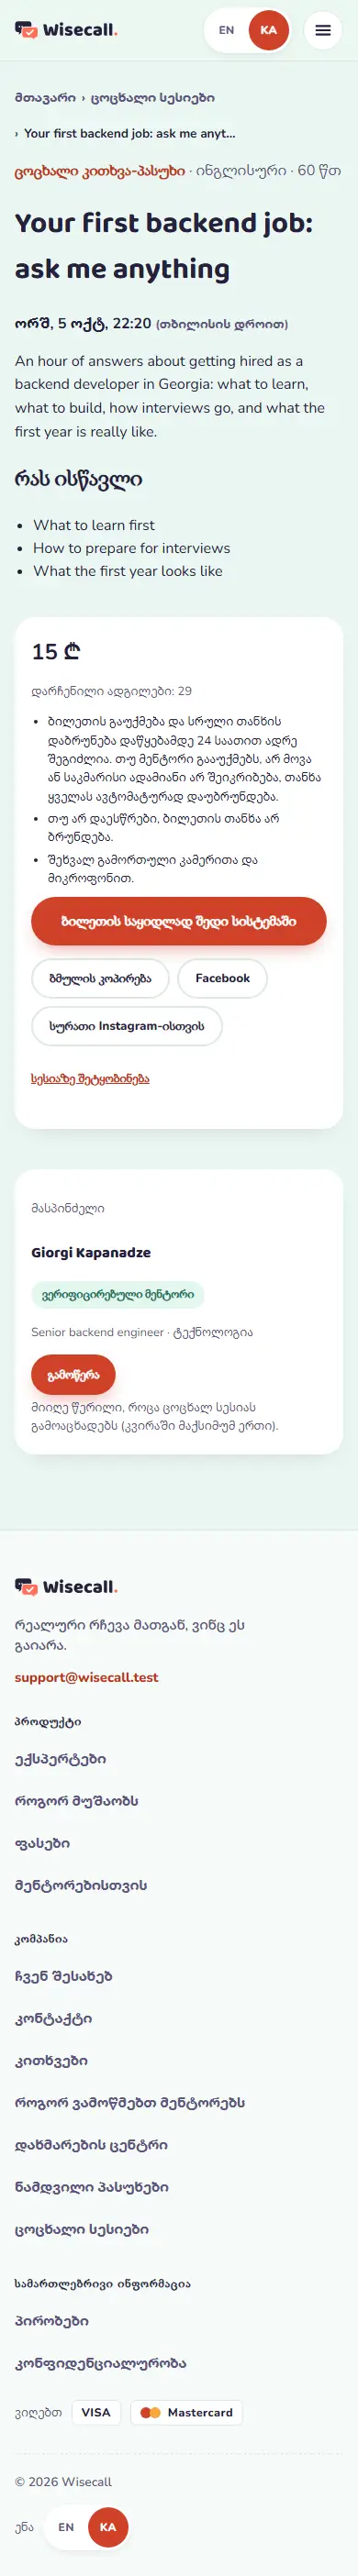 Wisecall.
EN KA
მთავარი › ცოცხალი სესიები
› Your first backend job: ask me anyt...
ცოცხალი კითხვა-პასუხი · ინგლისური · 60 წთ
Your first backend job:
ask me anything
ორშ, 5 ოქტ, 22:20 (თბილისის დროით)
An hour of answers about getting hired as a
backend developer in Georgia: what to learn,
what to build, how interviews go, and what the
first year is really like.
რას ისწავლი
• What to learn first
• How to prepare for interviews
• What the first year looks like
15 ₾
დარჩენილი ადგილები: 29
• ბილეთის გაუქმება და სრული თანხის
დაბრუნება დაწყებამდე 24 საათით ადრე
შეგიძლია. თუ მენტორი გააუქმებს, არ მოვა
ან საკმარისი ადამიანი არ შეიკრიბება, თანხა
ყველას ავტომატურად დაუბრუნდება.
• თუ არ დაესწრები, ბილეთის თანხა არ
ბრუნდება.
• შეხვალ გამორთული კამერითა და
მიკროფონით.
ბილეთის საყიდლად შედი სისტემაში
ბმულის კოპირება Facebook
სურათი Instagram-ისთვის
სესიაზე შეტყობინება
მასპინძელი
Giorgi Kapanadze
ვერიფიცირებული მენტორი
Senior backend engineer · ტექნოლოგია
გამოწერა
მიიღე წერილი, როცა ცოცხალ სესიას
გამოაცხადებს (კვირაში მაქსიმუმ ერთი).
Wisecall.
რეალური რჩევა მათგან, ვინც ეს
გაიარა.
support@wisecall.test
პროდუქტი
ექსპერტები
როგორ მუშაობს
ფასები
მენტორებისთვის
კომპანია
ჩვენ შესახებ
კონტაქტი
კითხვები
როგორ ვამოწმებთ მენტორებს
დახმარების ცენტრი
ნამდვილი პასუხები
ცოცხალი სესიები
სამართლებრივი ინფორმაცია
პირობები
კონფიდენციალურობა
ვიღებთ VISA Mastercard
© 2026 Wisecall
ენა EN KA